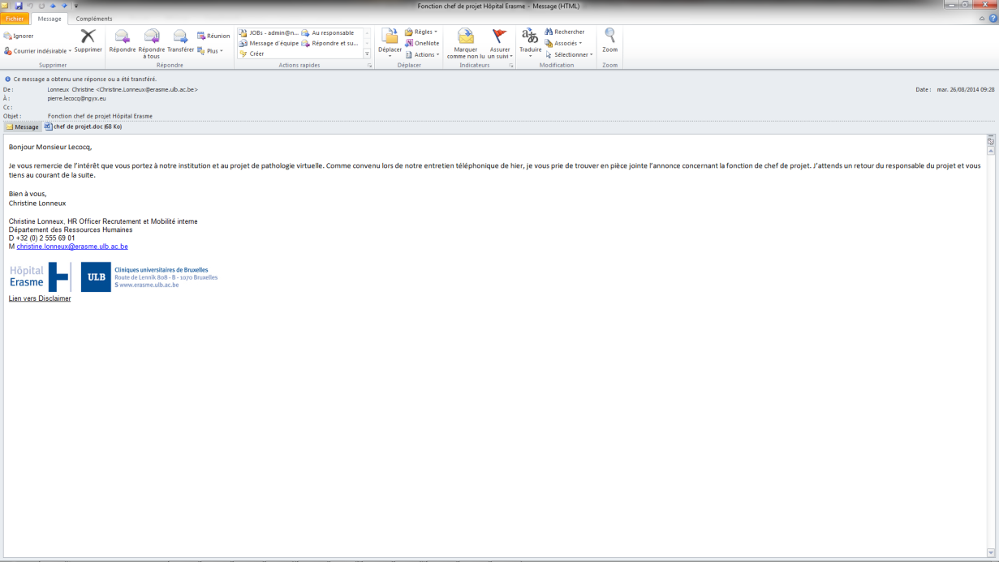 Fonction chef de projet Hôpital Erasme - Message (HTML)
Fichier Message Compléments
Ignorer
Courrier indésirable
Supprimer
Répondre
Répondre à tous
Transférer
Réunion
Plus
JOBs - admin@n...
Au responsable
Message d'équipe
Répondre et su...
Créer
Déplacer
Règles
OneNote
Actions
Marquer comme non lu
Assurer un suivi
Traduire
Rechercher
Associés
Sélectionner
Zoom
Supprimer Répondre Actions rapides Déplacer Indicateurs Modification Zoom
Ce message a obtenu une réponse ou a été transféré.
De : Lonneux Christine <Christine.Lonneux@erasme.ulb.ac.be> Date : mar. 26/08/2014 09:28
À : pierre.lecocq@ngyx.eu
Cc :
Objet : Fonction chef de projet Hôpital Erasme
Message chef de projet.doc (68 Ko)
Bonjour Monsieur Lecocq,
Je vous remercie de l'intérêt que vous portez à notre institution et au projet de pathologie virtuelle. Comme convenu lors de notre entretien téléphonique de hier, je vous prie de trouver en pièce jointe l'annonce concernant la fonction de chef de projet. J'attends un retour du responsable du projet et vous
tiens au courant de la suite.
Bien à vous,
Christine Lonneux
Christine Lonneux, HR Officer Recrutement et Mobilité interne
Département des Ressources Humaines
D +32 (0) 2 555 69 01
M christine.lonneux@erasme.ulb.ac.be
Hôpital
Erasme
ULB
Cliniques universitaires de Bruxelles
Route de Lennik 808 - B - 1070 Bruxelles
S www.erasme.ulb.ac.be
Lien vers Disclaimer